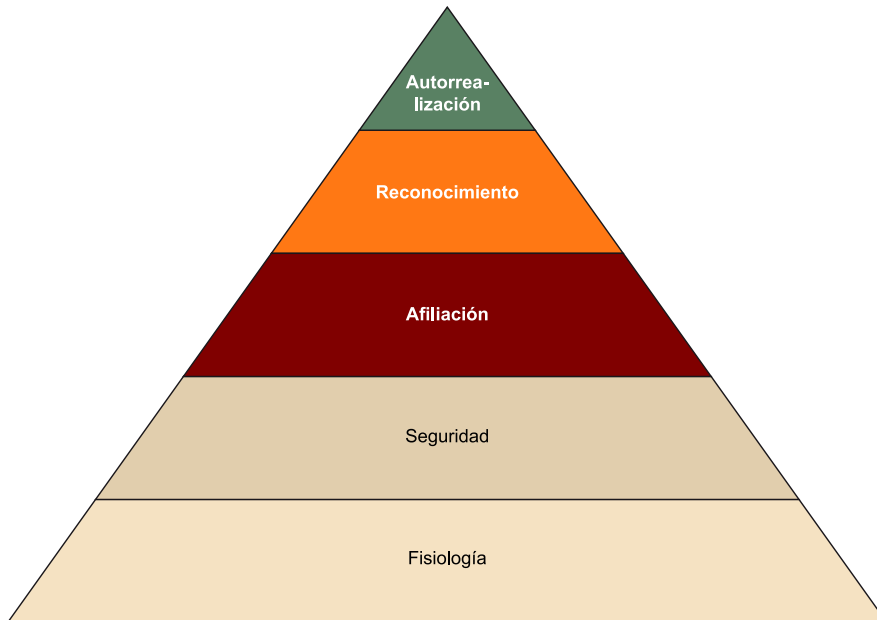 Autorrea-
lización
Reconocimiento
Afiliación
Seguridad
Fisiología